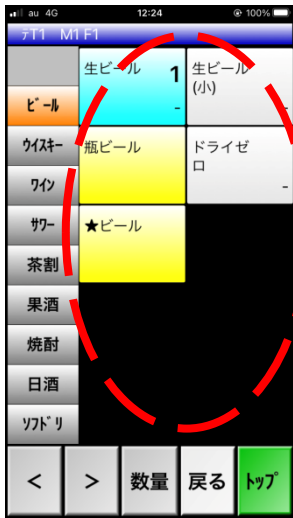 au 4G 12:24 100%
ﾃT1 M1 F1
生ビール 1
-
生ビール
(小)
-
ﾋﾞｰﾙ
ｳｲｽｷｰ
瓶ビール
ドライゼ
ロ
-
ﾜｲﾝ
ｻﾜｰ
★ビール
茶割
果酒
焼酎
日酒
ｿﾌﾄﾞﾘ
< > 数量 戻る ﾄｯﾌﾟ